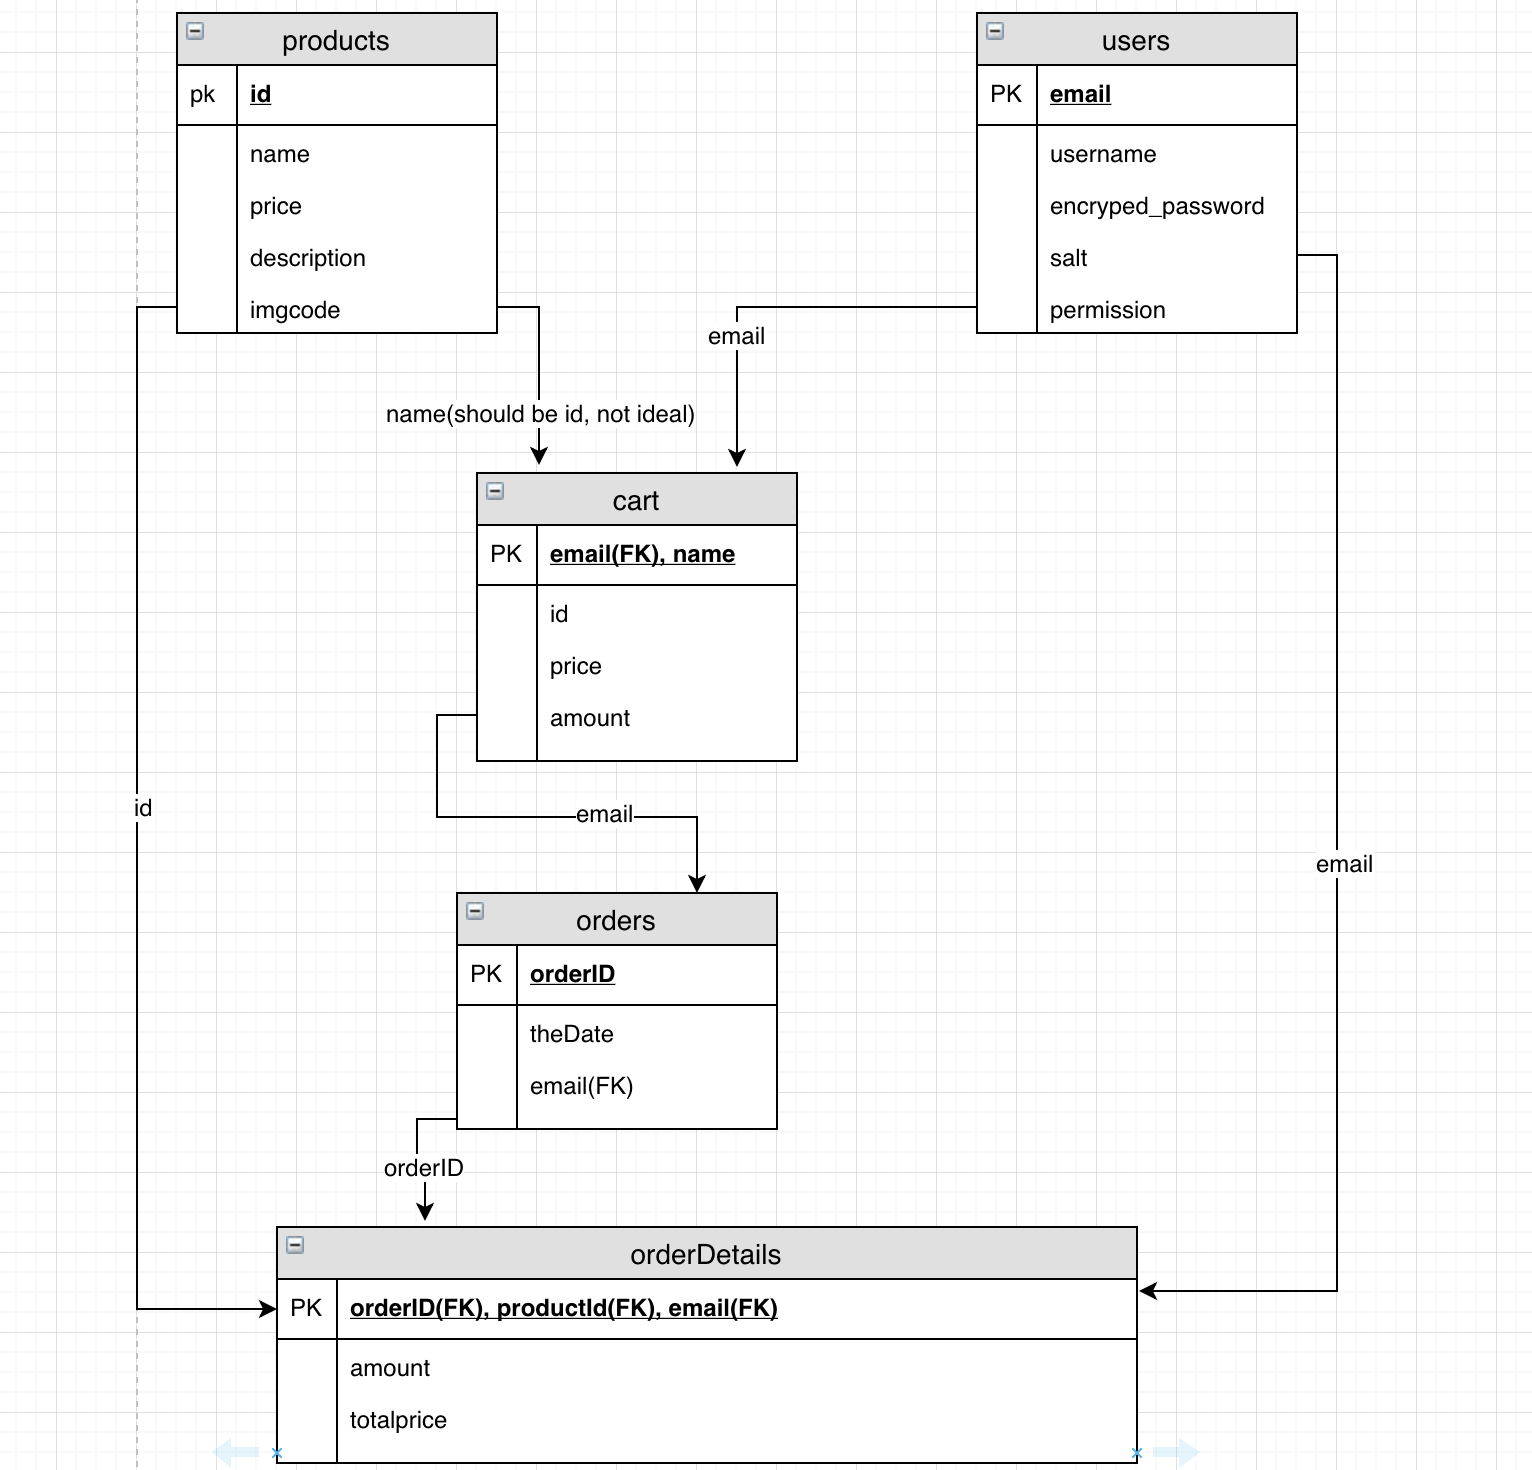 products
pk id
name
price
description
imgcode
users
PK email
username
encryped_password
salt
permission
email
name(should be id, not ideal)
cart
PK email(FK), name
id
price
amount
id
email
email
orders
PK orderID
theDate
email(FK)
orderID
orderDetails
PK orderID(FK), productId(FK), email(FK)
amount
totalprice